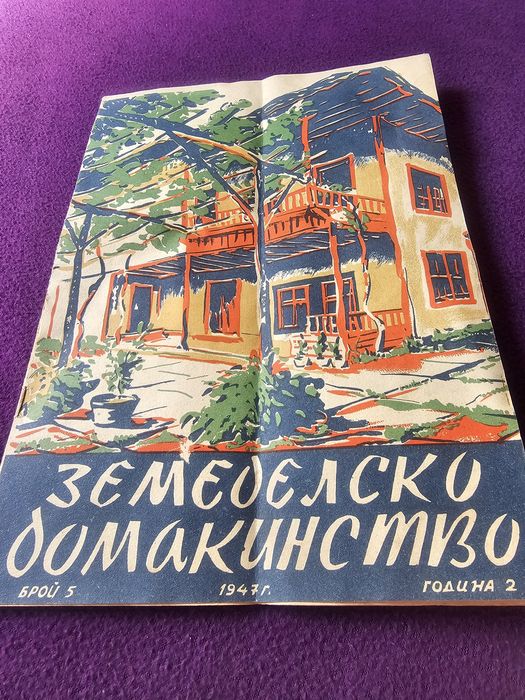 ЗЕМЕДЕЛСКО
ДОМАКИНСТВО
БРОЙ 5 1947 г. ГОДИНА 2